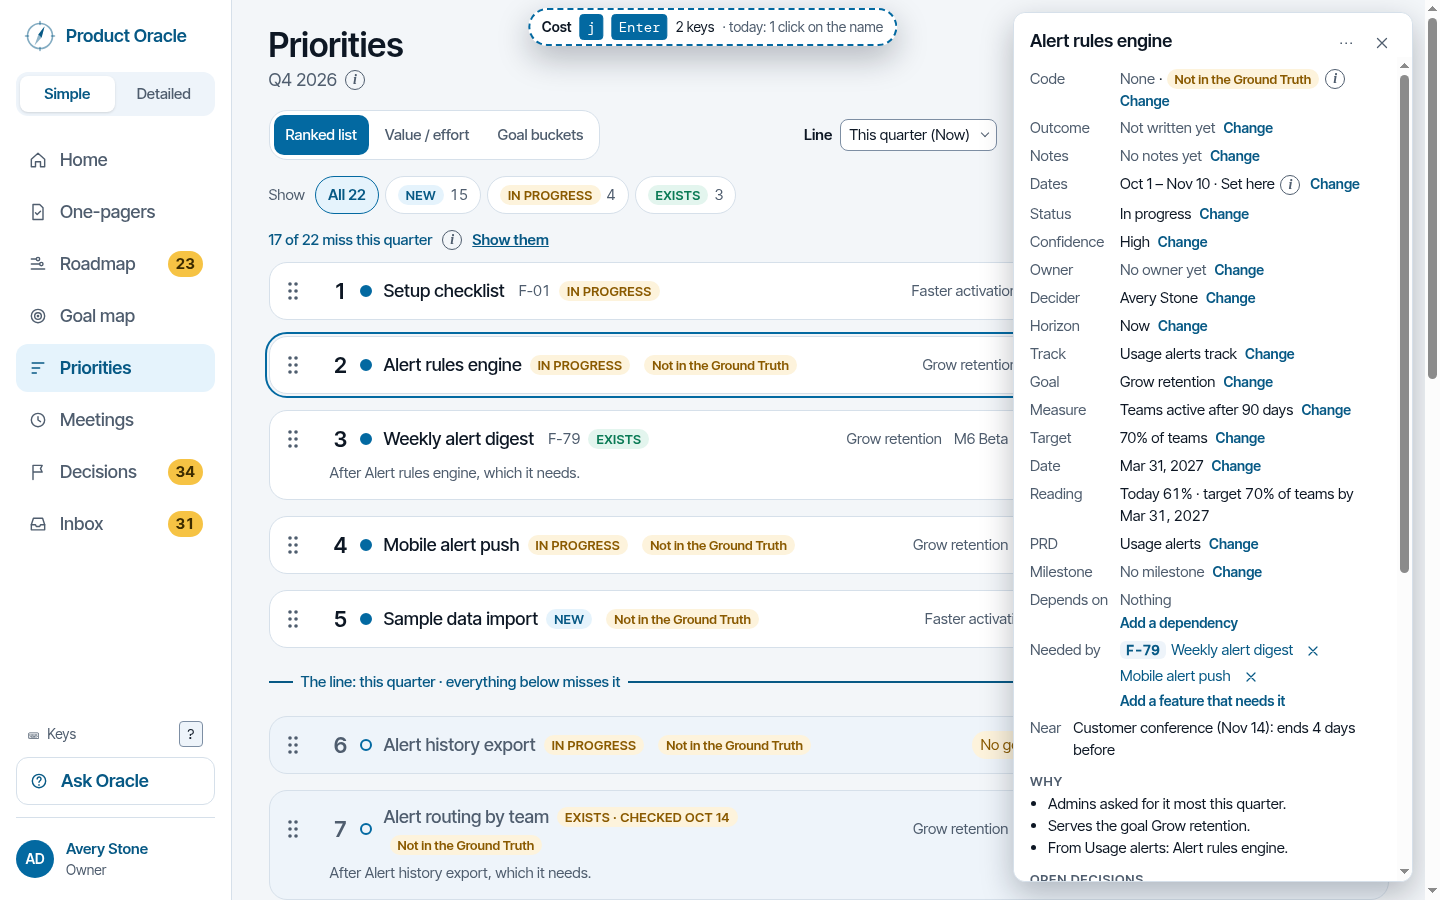 Product Oracle
Simple
Detailed
Home
One-pagers
Roadmap 23
Goal map
Priorities
Meetings
Decisions 34
Inbox 31
Keys ?
Ask Oracle
AD
Avery Stone
Owner
Cost j Enter 2 keys · today: 1 click on the name
Priorities
Q4 2026 i
Ranked list Value / effort Goal buckets
Line This quarter (Now)
Show All 22 NEW 15 IN PROGRESS 4 EXISTS 3
17 of 22 miss this quarter i Show them
1 Setup checklist F-01 IN PROGRESS Faster activation
2 Alert rules engine IN PROGRESS Not in the Ground Truth Grow retention
3 Weekly alert digest F-79 EXISTS Grow retention M6 Beta
After Alert rules engine, which it needs.
4 Mobile alert push IN PROGRESS Not in the Ground Truth Grow retention
5 Sample data import NEW Not in the Ground Truth Faster activati
The line: this quarter · everything below misses it
6 Alert history export IN PROGRESS Not in the Ground Truth No g
7 Alert routing by team EXISTS · CHECKED OCT 14 Grow retention
Not in the Ground Truth
After Alert history export, which it needs.
Alert rules engine ...
Code None · Not in the Ground Truth i
Change
Outcome Not written yet Change
Notes No notes yet Change
Dates Oct 1 – Nov 10 · Set here i Change
Status In progress Change
Confidence High Change
Owner No owner yet Change
Decider Avery Stone Change
Horizon Now Change
Track Usage alerts track Change
Goal Grow retention Change
Measure Teams active after 90 days Change
Target 70% of teams Change
Date Mar 31, 2027 Change
Reading Today 61% · target 70% of teams by
Mar 31, 2027
PRD Usage alerts Change
Milestone No milestone Change
Depends on Nothing
Add a dependency
Needed by F-79 Weekly alert digest
Mobile alert push
Add a feature that needs it
Near Customer conference (Nov 14): ends 4 days
before
WHY
• Admins asked for it most this quarter.
• Serves the goal Grow retention.
• From Usage alerts: Alert rules engine.
OPEN DECISIONS